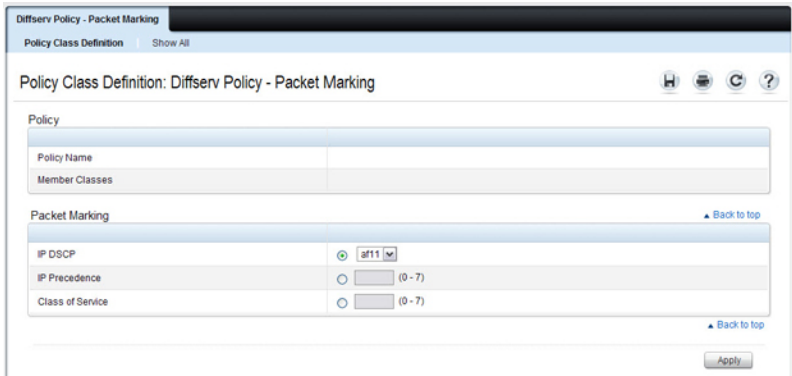 Diffserv Policy - Packet Marking
Policy Class Definition Show All
Policy Class Definition: Diffserv Policy - Packet Marking
?
Policy
Policy Name
Member Classes
Packet Marking
Back to top
IP DSCP af11
IP Precedence (0 - 7)
Class of Service (0 - 7)
Back to top
Apply